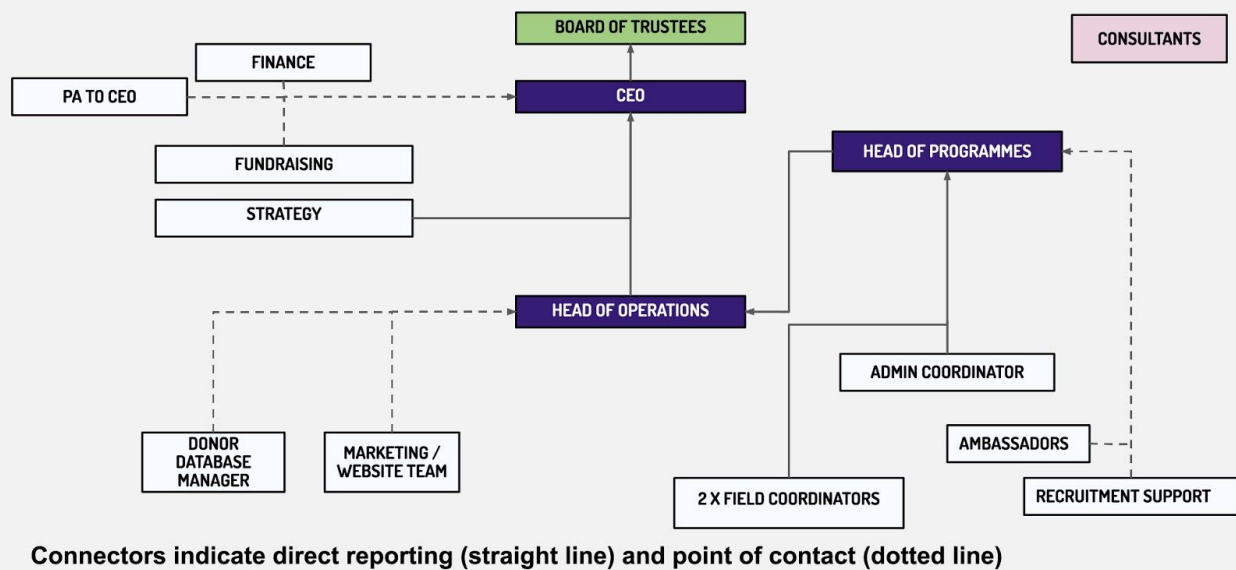 BOARD OF TRUSTEES
CONSULTANTS
FINANCE
PA TO CEO
CEO
HEAD OF PROGRAMMES
FUNDRAISING
STRATEGY
HEAD OF OPERATIONS
ADMIN COORDINATOR
DONOR
DATABASE
MANAGER
MARKETING /
WEBSITE TEAM
AMBASSADORS
2 X FIELD COORDINATORS
RECRUITMENT SUPPORT
Connectors indicate direct reporting (straight line) and point of contact (dotted line)